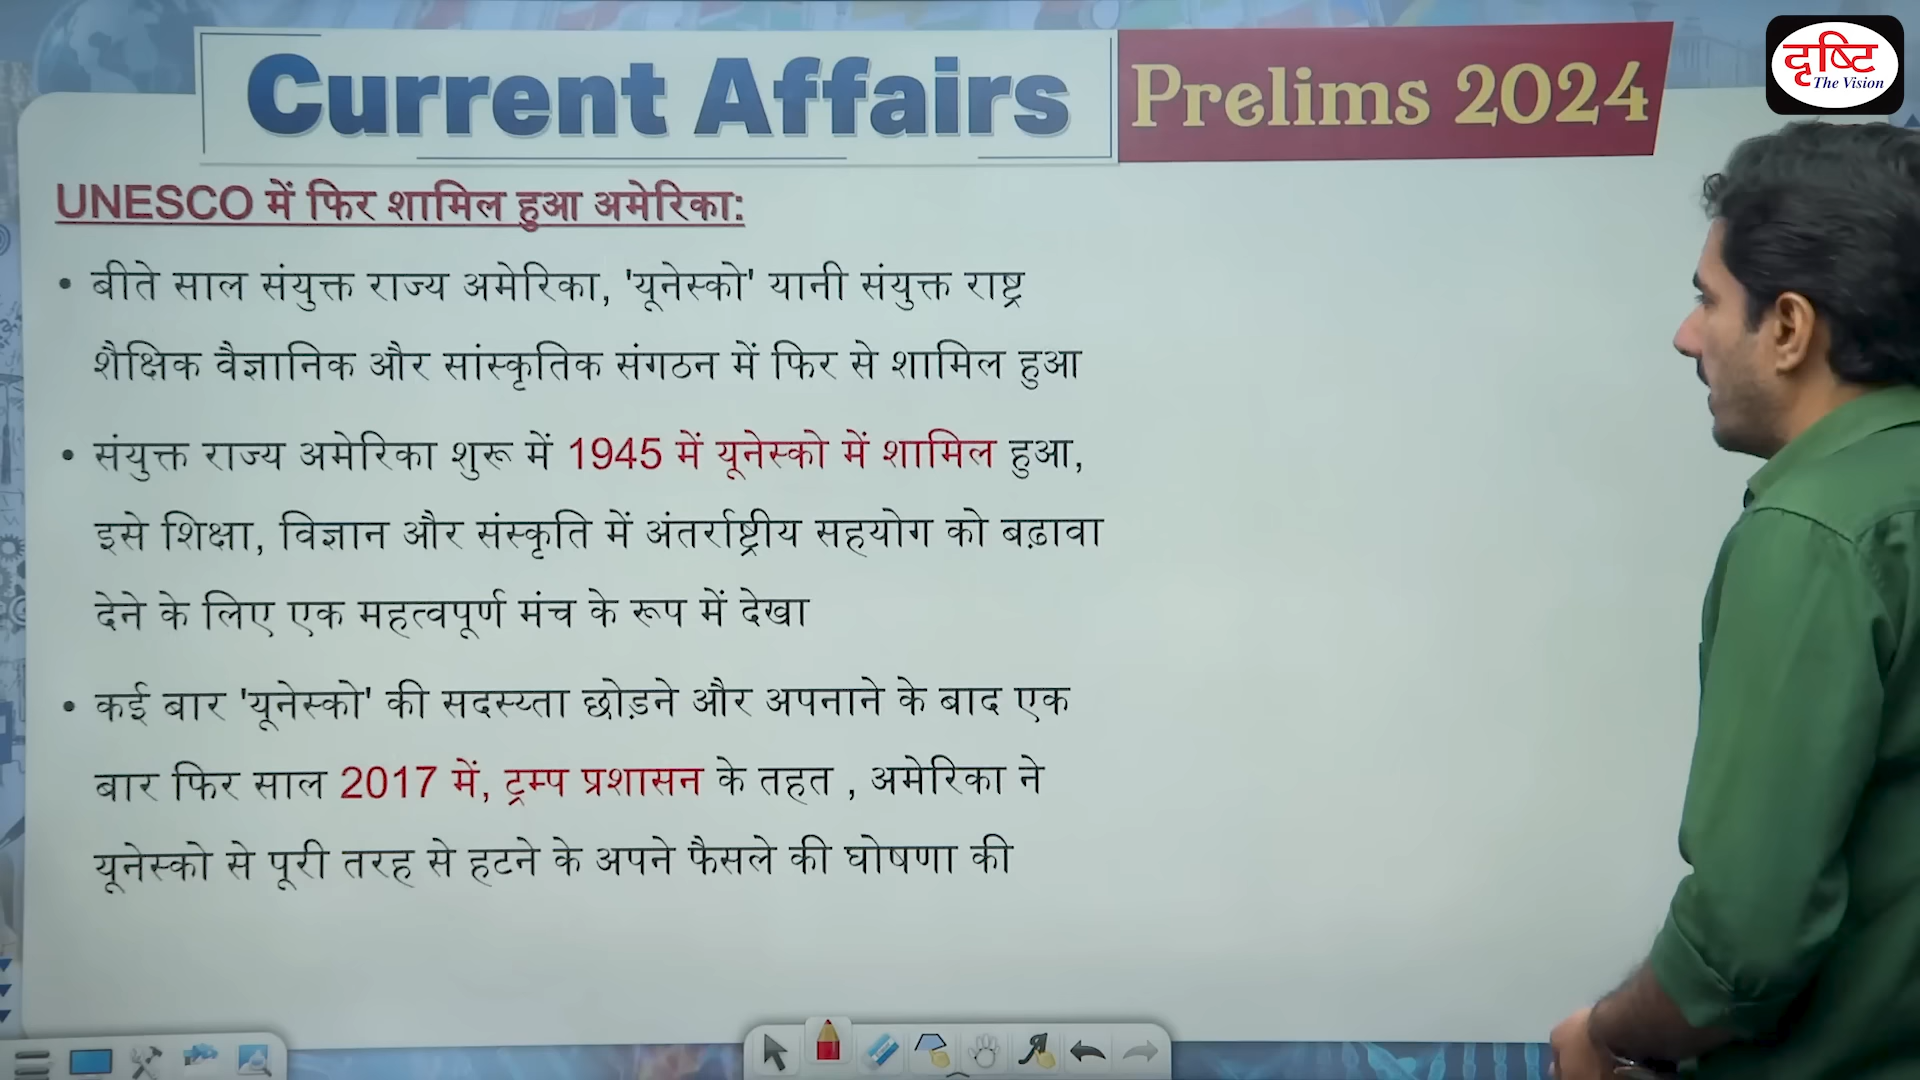 Current Affairs Prelims 2024
दृष्टि
The Vision
UNESCO में फिर शामिल हुआ अमेरिका:
• बीते साल संयुक्त राज्य अमेरिका, 'यूनेस्को' यानी संयुक्त राष्ट्र
शैक्षिक वैज्ञानिक और सांस्कृतिक संगठन में फिर से शामिल हुआ
• संयुक्त राज्य अमेरिका शुरू में 1945 में यूनेस्को में शामिल हुआ,
इसे शिक्षा, विज्ञान और संस्कृति में अंतर्राष्ट्रीय सहयोग को बढ़ावा
देने के लिए एक महत्वपूर्ण मंच के रूप में देखा
• कई बार 'यूनेस्को' की सदस्य्ता छोड़ने और अपनाने के बाद एक
बार फिर साल 2017 में, ट्रम्प प्रशासन के तहत , अमेरिका ने
यूनेस्को से पूरी तरह से हटने के अपने फैसले की घोषणा की